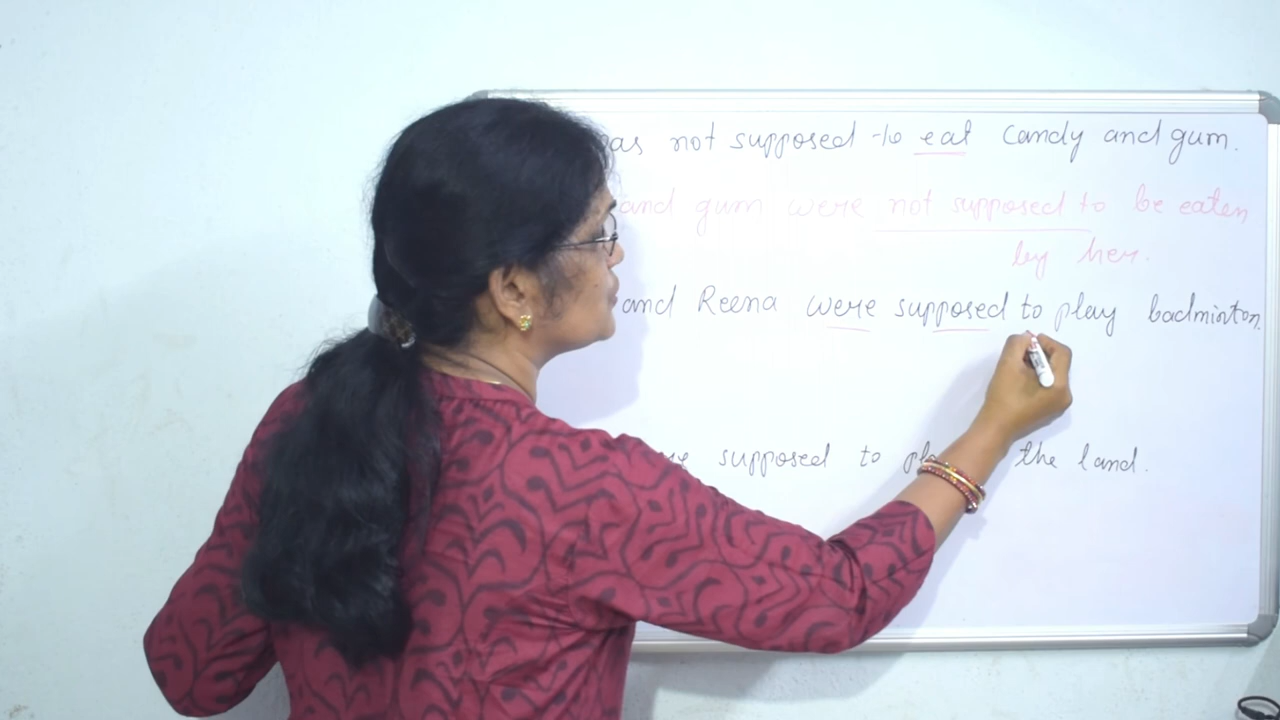 as not supposed to eat candy and gum.
and gum were not supposed to be eaten
by her.
and Reena were supposed to play badminton.
supposed to the land.